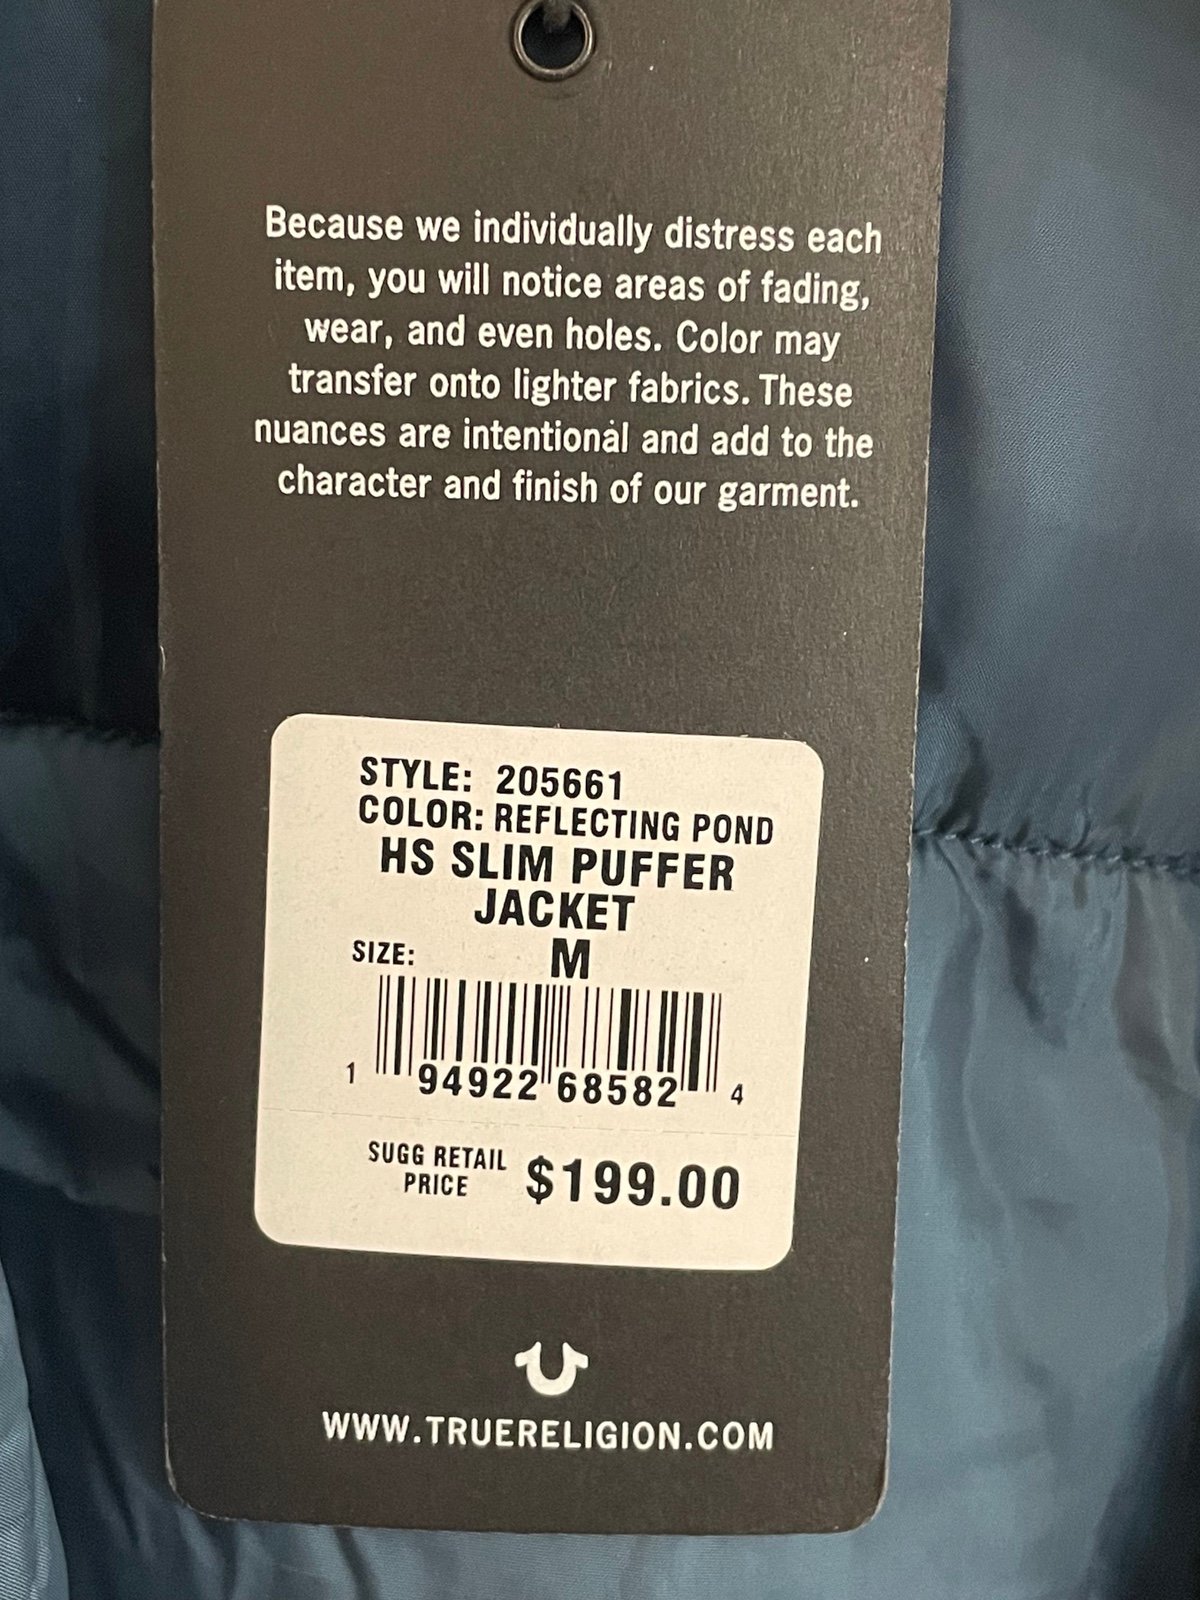 Because we individually distress each
item, you will notice areas of fading,
wear, and even holes. Color may
transfer onto lighter fabrics. These
nuances are intentional and add to the
character and finish of our garment.
STYLE: 205661
COLOR: REFLECTING POND
HS SLIM PUFFER
JACKET
SIZE: M
1 94922 68582 4
SUGG RETAIL
PRICE $199.00
WWW.TRUERELIGION.COM